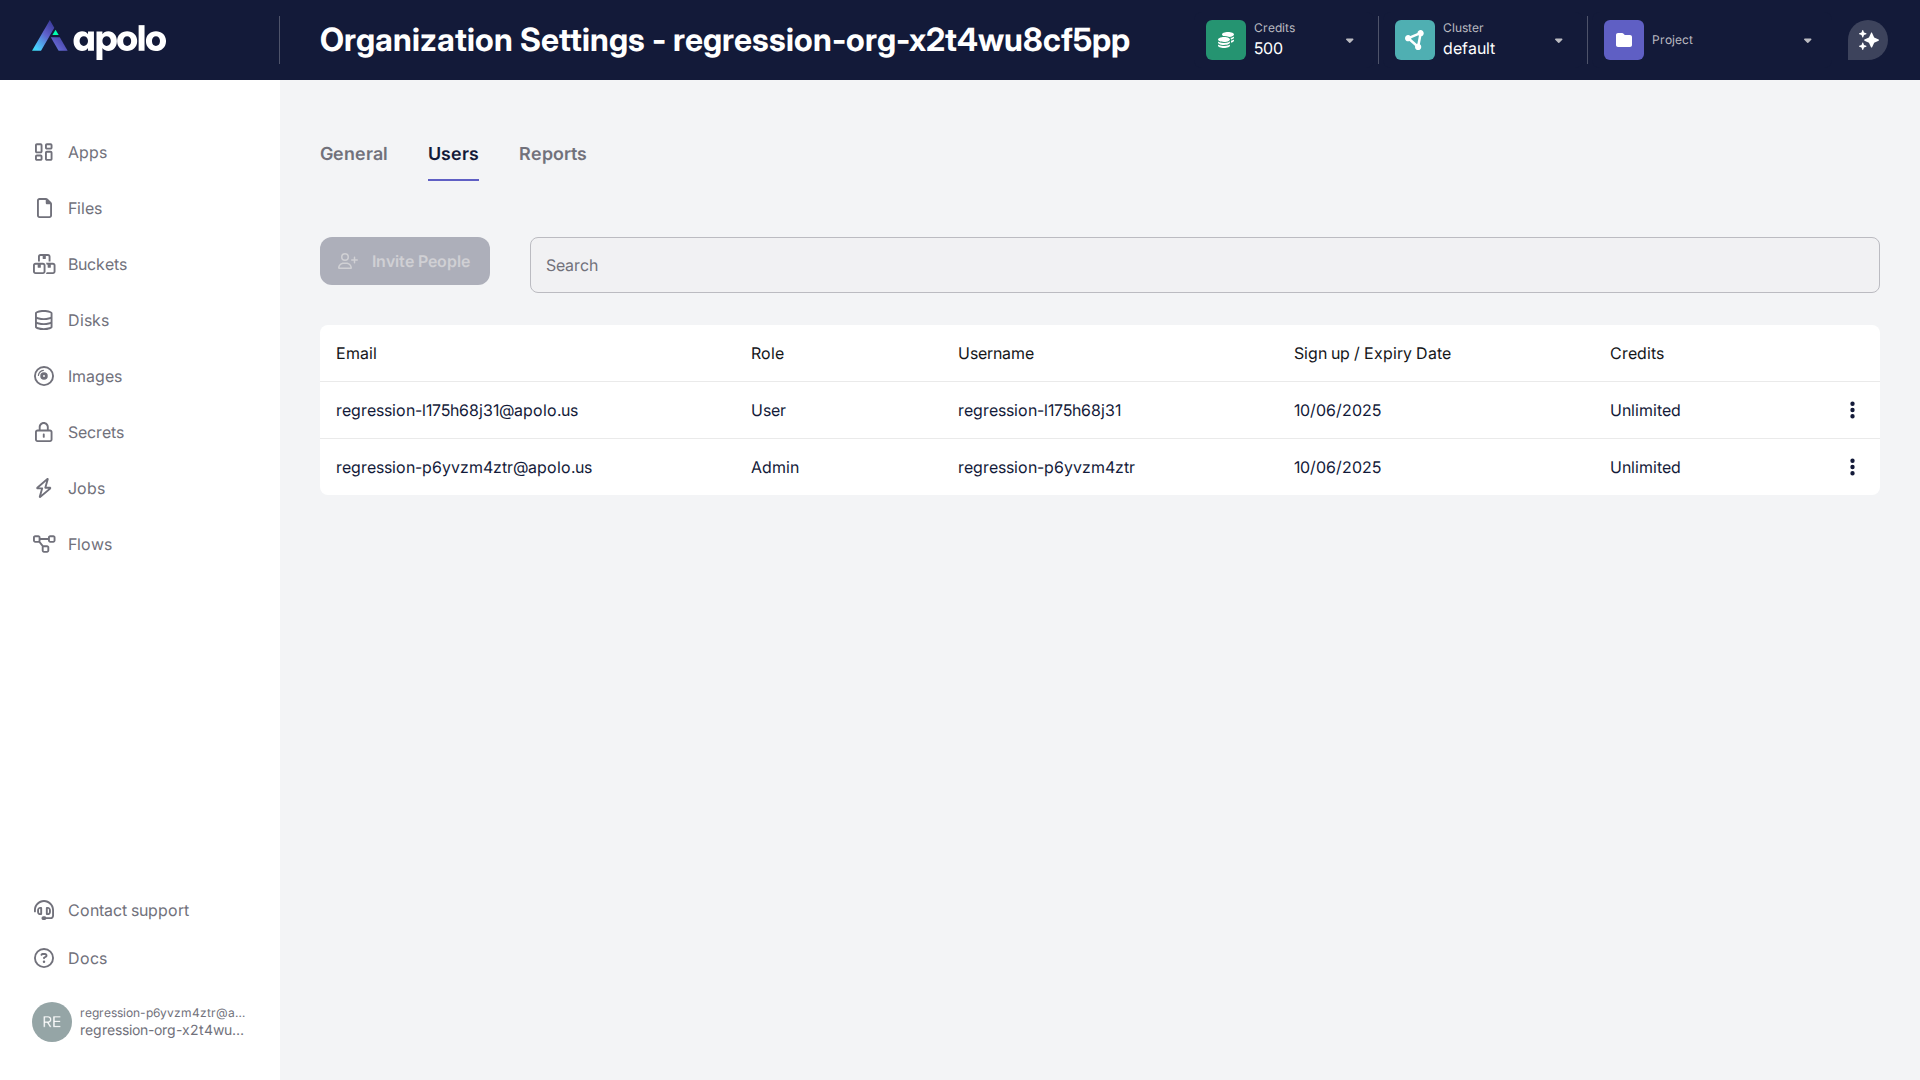 apolo
Organization Settings - regression-org-x2t4wu8cf5pp
Credits
500
Cluster
default
Project
Apps
Files
Buckets
Disks
Images
Secrets
Jobs
Flows
General Users Reports
Invite People
Search
Email Role Username Sign up / Expiry Date Credits
regression-l175h68j31@apolo.us User regression-l175h68j31 10/06/2025 Unlimited
regression-p6yvzm4ztr@apolo.us Admin regression-p6yvzm4ztr 10/06/2025 Unlimited
Contact support
Docs
RE
regression-p6yvzm4ztr@a...
regression-org-x2t4wu...